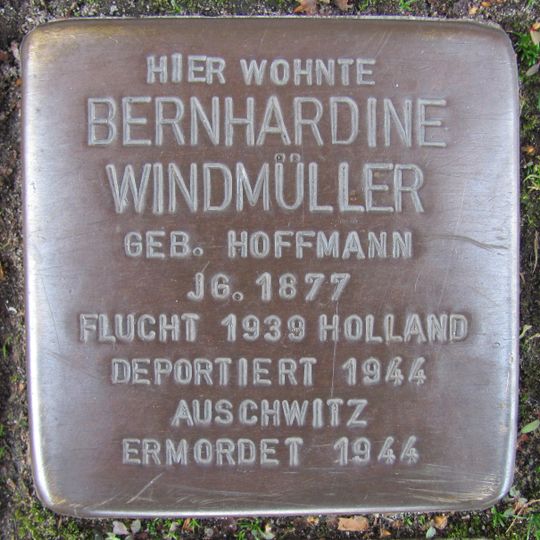 HIER WOHNTE
BERNHARDINE
WINDMÜLLER
GEB. HOFFMANN
JG. 1877
FLUCHT 1939 HOLLAND
DEPORTIERT 1944
AUSCHWITZ
ERMORDET 1944